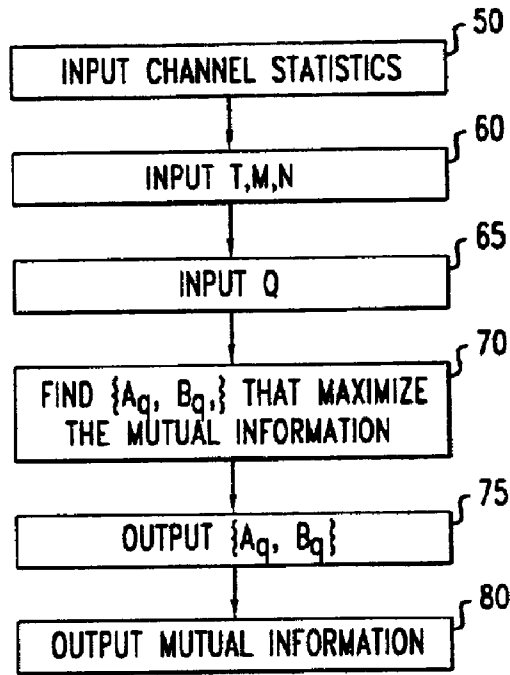 50
INPUT CHANNEL STATISTICS
60
INPUT T,M,N
65
INPUT Q
70
FIND {Aq, Bq,} THAT MAXIMIZE
THE MUTUAL INFORMATION
75
OUTPUT {Aq, Bq}
80
OUTPUT MUTUAL INFORMATION